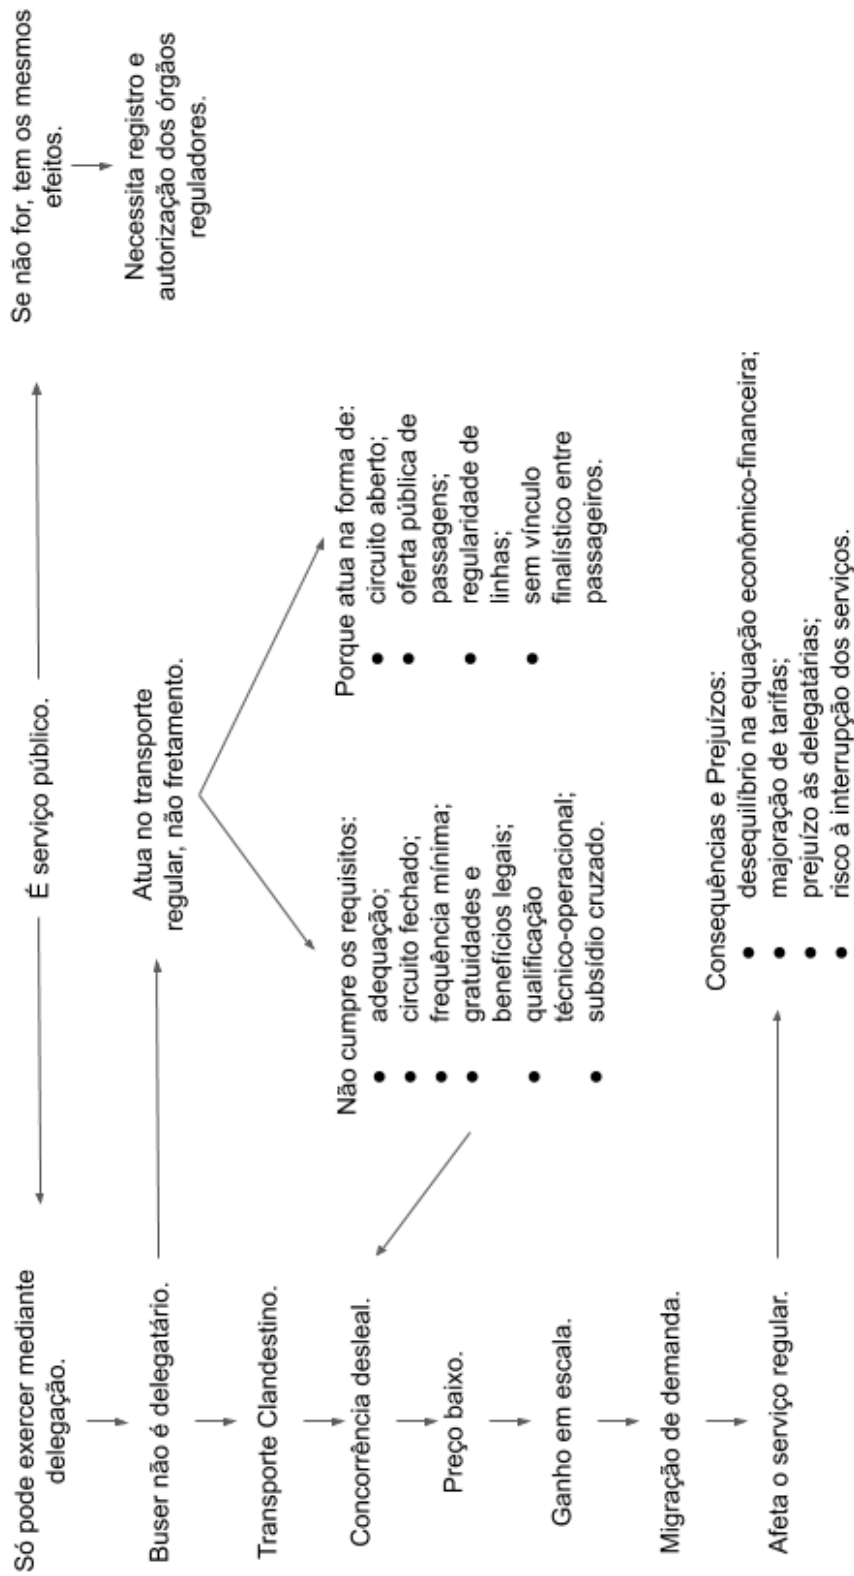 Só pode exercer mediante
delegação.
É serviço público.
Se não for, tem os mesmos
efeitos.
Necessita registro e
autorização dos órgãos
reguladores.
Buser não é delegatário.
Atua no transporte
regular, não fretamento.
Transporte Clandestino.
Concorrência desleal.
Preço baixo.
Ganho em escala.
Migração de demanda.
Afeta o serviço regular.
Não cumpre os requisitos:
● adequação;
● circuito fechado;
● frequência mínima;
● gratuidades e
benefícios legais;
● qualificação
técnico-operacional;
● subsídio cruzado.
Porque atua na forma de:
● circuito aberto;
● oferta pública de
passagens;
● regularidade de
linhas;
● sem vínculo
finalístico entre
passageiros.
Consequências e Prejuízos:
● desequilíbrio na equação econômico-financeira;
● majoração de tarifas;
● prejuízo às delegatárias;
● risco à interrupção dos serviços.